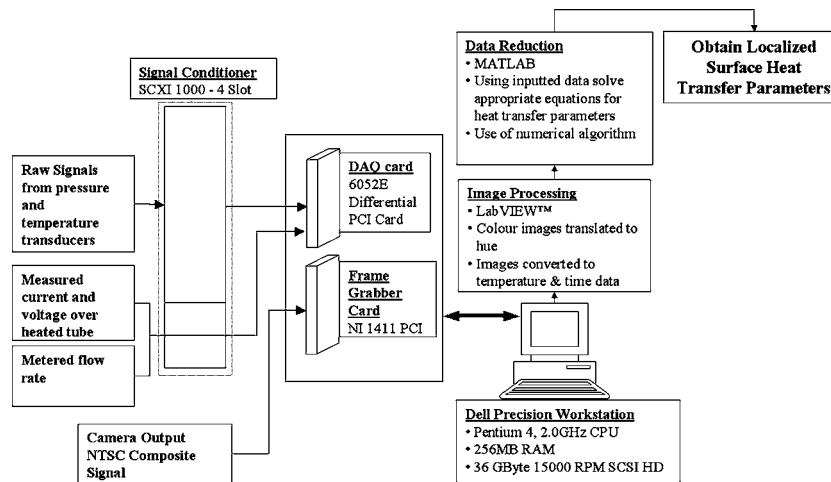 Signal Conditioner
SCXI 1000 - 4 Slot
Raw Signals
from pressure
and
temperature
transducers
Measured
current and
voltage over
heated tube
Metered flow
rate
Camera Output
NTSC Composite
Signal
DAQ card
6052E
Differential
PCI Card
Frame
Grabber
Card
NI 1411 PCI
Data Reduction
• MATLAB
• Using inputted data solve
appropriate equations for
heat transfer parameters
• Use of numerical algorithm
Image Processing
• LabVIEW™
• Colour images translated to
hue
• Images converted to
temperature & time data
Dell Precision Workstation
• Pentium 4, 2.0GHz CPU
• 256MB RAM
• 36 GByte 15000 RPM SCSI HD
Obtain Localized
Surface Heat
Transfer Parameters